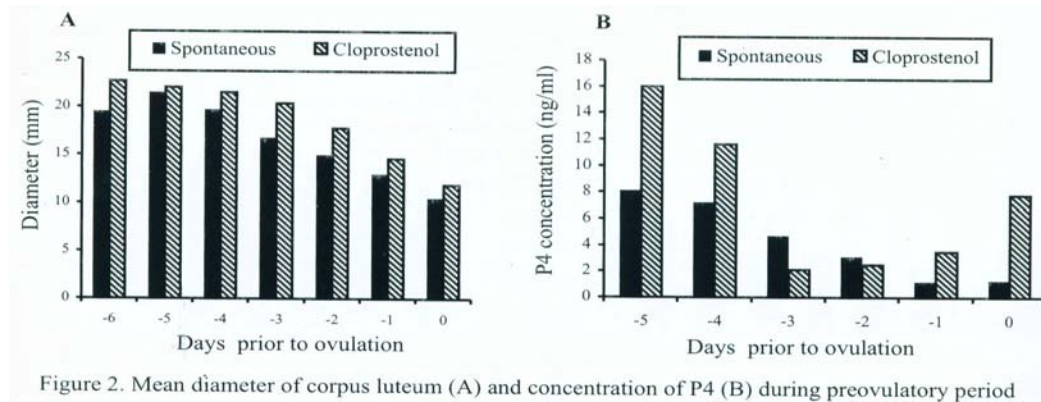 A
Spontaneous Cloprostenol
Diameter (mm)
25
20
15
10
5
0
-6 -5 -4 -3 -2 -1 0
Days prior to ovulation
B
Spontaneous Cloprostenol
P4 concentration (ng/ml)
18
16
14
12
10
8
6
4
2
0
-5 -4 -3 -2 -1 0
Days prior to ovulation
Figure 2. Mean diameter of corpus luteum (A) and concentration of P4 (B) during preovulatory period